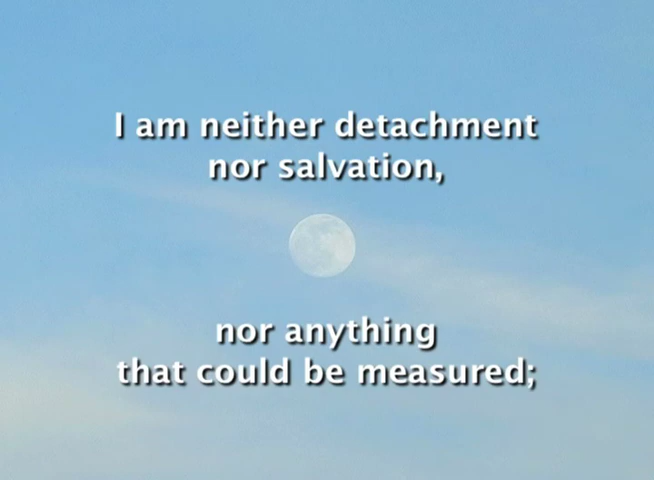 I am neither detachment
nor salvation,
nor anything
that could be measured;